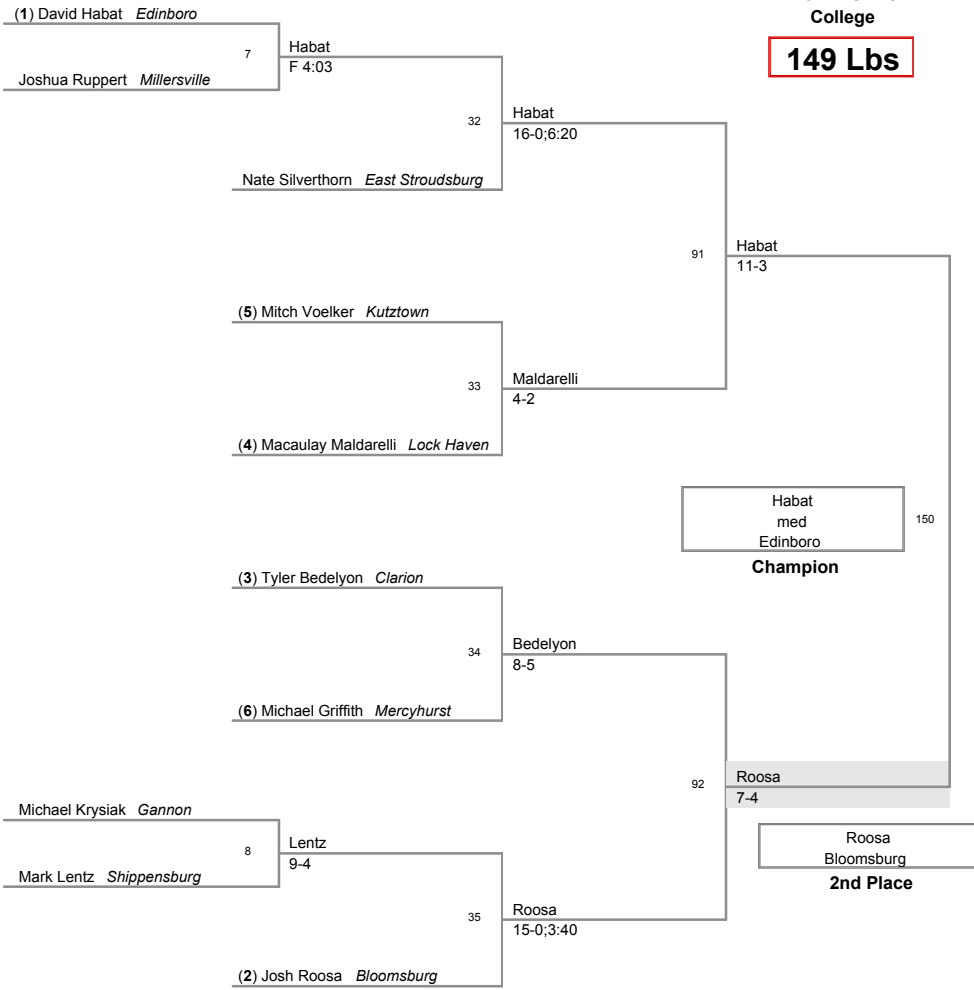 College
149 Lbs
(1) David Habat Edinboro
7
Habat
F 4:03
Joshua Ruppert Millersville
32
Habat
16-0;6:20
Nate Silverthorn East Stroudsburg
91
Habat
11-3
(5) Mitch Voelker Kutztown
33
Maldarelli
4-2
(4) Macaulay Maldarelli Lock Haven
Habat
med
Edinboro
150
Champion
(3) Tyler Bedelyon Clarion
34
Bedelyon
8-5
(6) Michael Griffith Mercyhurst
92
Roosa
7-4
Michael Krysiak Gannon
8
Lentz
9-4
Mark Lentz Shippensburg
Roosa
Bloomsburg
2nd Place
35
Roosa
15-0;3:40
(2) Josh Roosa Bloomsburg